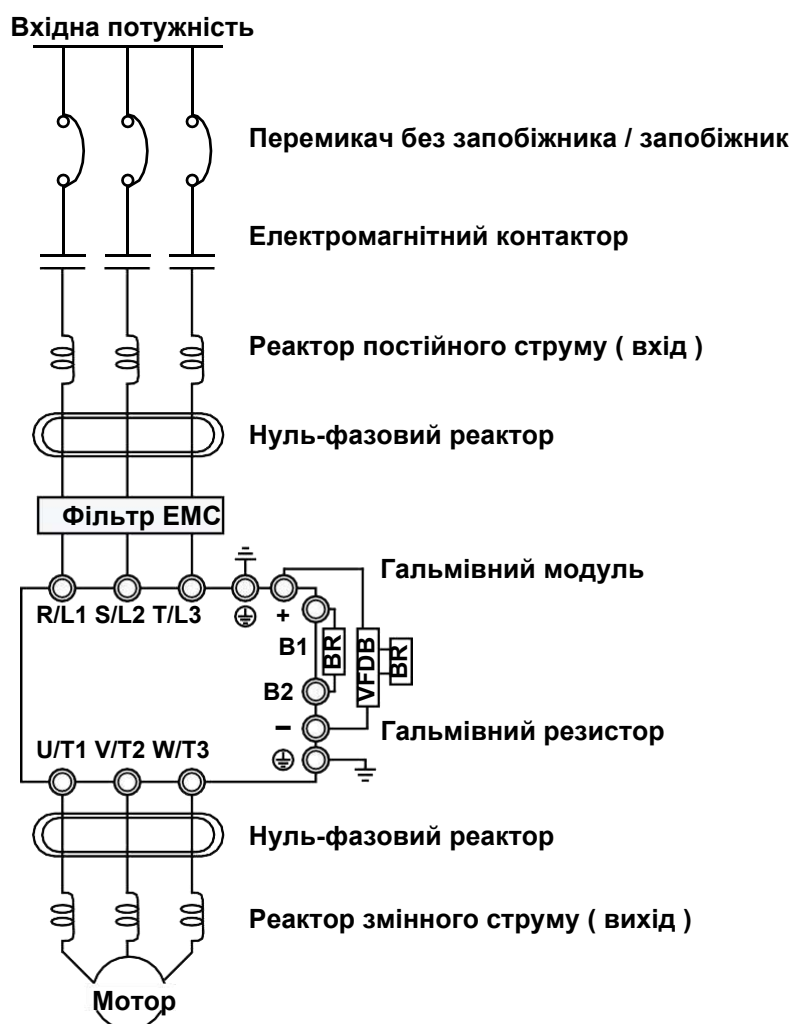 Вхідна потужність
Перемикач без запобіжника / запобіжник
Електромагнітний контактор
Реактор постійного струму ( вхід )
Нуль-фазовий реактор
Фільтр EMC
Гальмівний модуль
R/L1 S/L2 T/L3
+
B1
BR
VFDB
BR
B2
−
Гальмівний резистор
U/T1 V/T2 W/T3
Нуль-фазовий реактор
Реактор змінного струму ( вихід )
Мотор